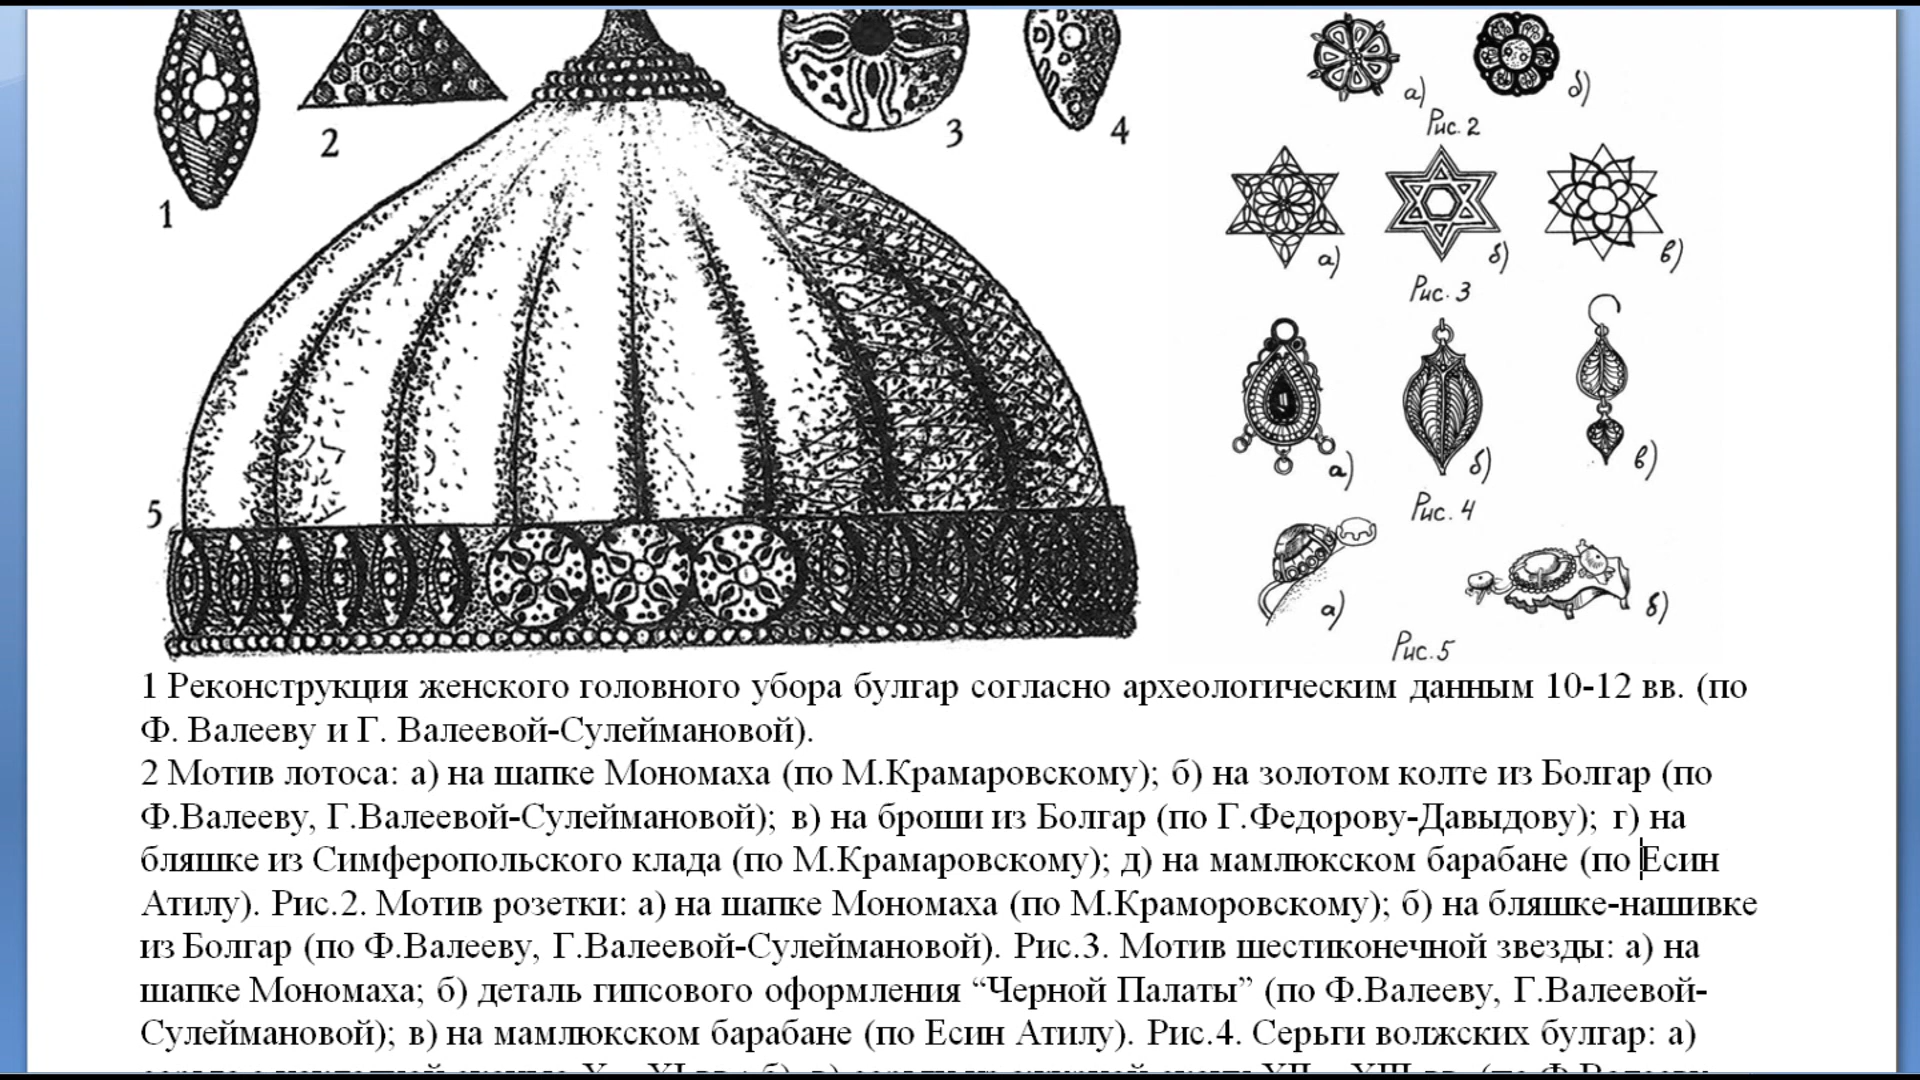 1
2
3
4
5
а)
б)
Рис. 2
а)
б)
в)
Рис. 3
а)
б)
в)
Рис. 4
а)
б)
Рис. 5
1 Реконструкция женского головного убора булгар согласно археологическим данным 10-12 вв. (по
Ф. Валееву и Г. Валеевой-Сулеймановой).
2 Мотив лотоса: а) на шапке Мономаха (по М.Крамаровскому); б) на золотом колте из Болгар (по
Ф.Валееву, Г.Валеевой-Сулеймановой); в) на броши из Болгар (по Г.Федорову-Давыдову); г) на
бляшке из Симферопольского клада (по М.Крамаровскому); д) на мамлюкском барабане (по Есин
Атилу). Рис.2. Мотив розетки: а) на шапке Мономаха (по М.Краморовскому); б) на бляшке-нашивке
из Болгар (по Ф.Валееву, Г.Валеевой-Сулеймановой). Рис.3. Мотив шестиконечной звезды: а) на
шапке Мономаха; б) деталь гипсового оформления “Черной Палаты” (по Ф.Валееву, Г.Валеевой-
Сулеймановой); в) на мамлюкском барабане (по Есин Атилу). Рис.4. Серьги волжских булгар: а)